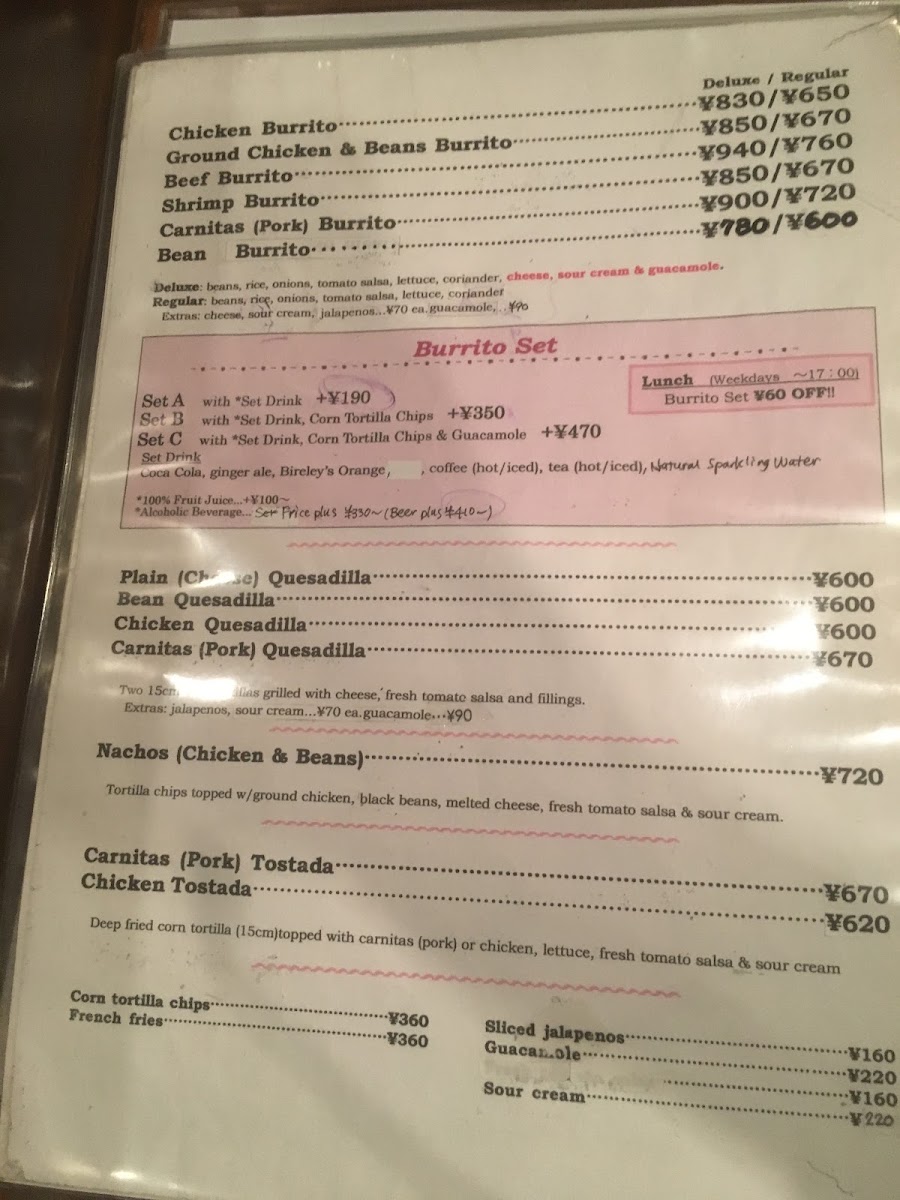 Deluxe / Regular
Chicken Burrito ¥830/¥650
Ground Chicken & Beans Burrito ¥850/¥670
Beef Burrito ¥940/¥760
Shrimp Burrito ¥850/¥670
Carnitas (Pork) Burrito ¥900/¥720
Bean Burrito ¥780/¥600
Deluxe: beans, rice, onions, tomato salsa, lettuce, coriander, cheese, sour cream & guacamole.
Regular: beans, rice, onions, tomato salsa, lettuce, coriander
Extras: cheese, sour cream, jalapenos...¥70 ea.guacamole,..¥90
Burrito Set
Lunch (Weekdays ~17:00)
Burrito Set ¥60 OFF!!
Set A with *Set Drink +¥190
Set B with *Set Drink, Corn Tortilla Chips +¥350
Set C with *Set Drink, Corn Tortilla Chips & Guacamole +¥470
Set Drink
Coca Cola, ginger ale, Bireley's Orange, , coffee (hot/iced), tea (hot/iced), Natural Sparkling Water
*100% Fruit Juice...+¥100~
*Alcoholic Beverage... Set Price plus ¥330~ (Beer plus ¥410~)
Plain (Cheese) Quesadilla ¥600
Bean Quesadilla ¥600
Chicken Quesadilla ¥600
Carnitas (Pork) Quesadilla ¥670
Two 15cm grilled with cheese, fresh tomato salsa and fillings.
Extras: jalapenos, sour cream...¥70 ea.guacamole...¥90
Nachos (Chicken & Beans) ¥720
Tortilla chips topped w/ground chicken, black beans, melted cheese, fresh tomato salsa & sour cream.
Carnitas (Pork) Tostada ¥670
Chicken Tostada ¥620
Deep fried corn tortilla (15cm)topped with carnitas (pork) or chicken, lettuce, fresh tomato salsa & sour cream
Corn tortilla chips ¥360
French fries ¥360
Sliced jalapenos ¥160
Guacamole ¥220
¥160
Sour cream ¥220